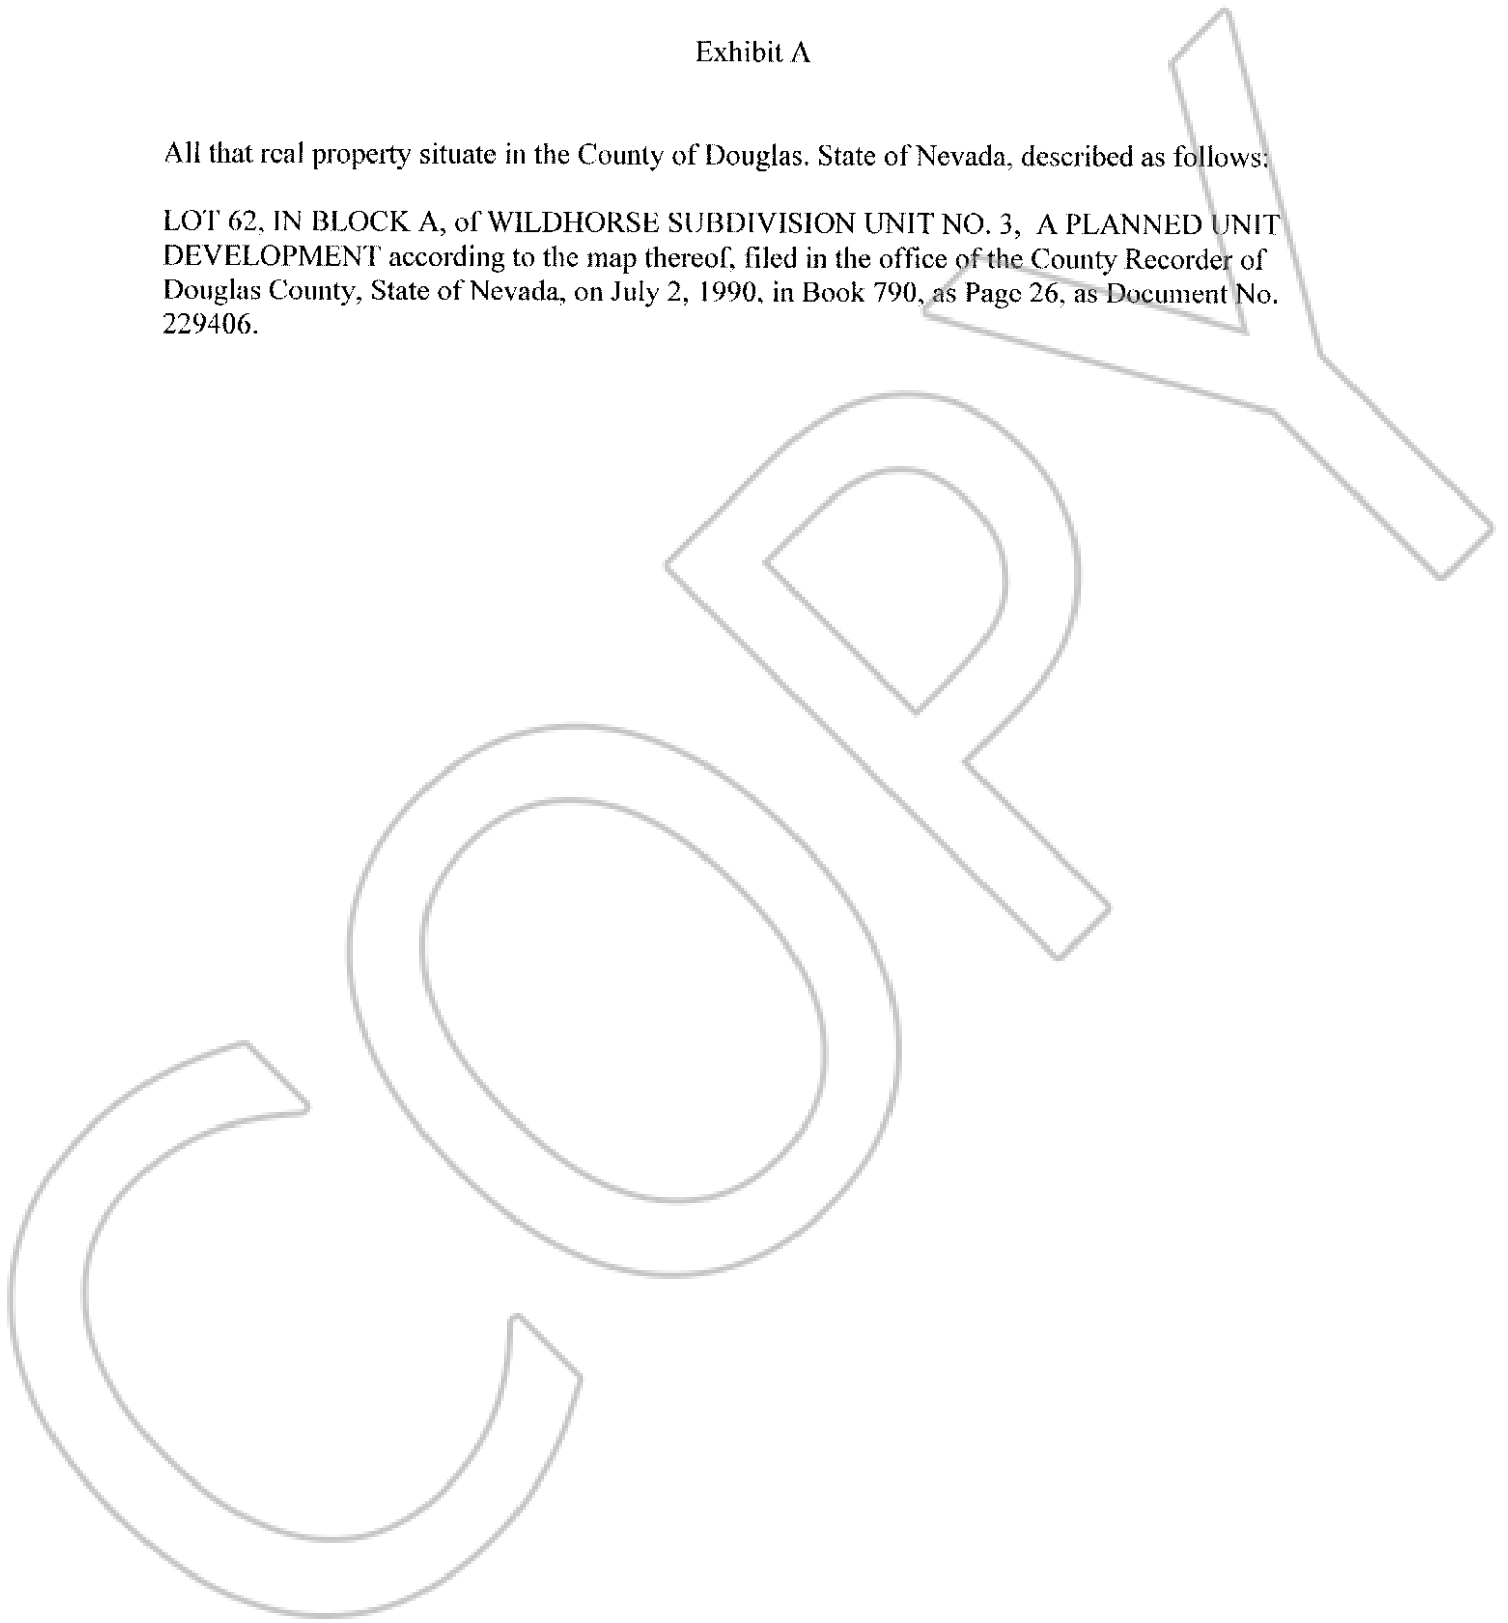 Exhibit A
All that real property situate in the County of Douglas. State of Nevada, described as follows:
LOT 62, IN BLOCK A, of WILDHORSE SUBDIVISION UNIT NO. 3, A PLANNED UNIT
DEVELOPMENT according to the map thereof, filed in the office of the County Recorder of
Douglas County, State of Nevada, on July 2, 1990, in Book 790, as Page 26, as Document No.
229406.
COPY